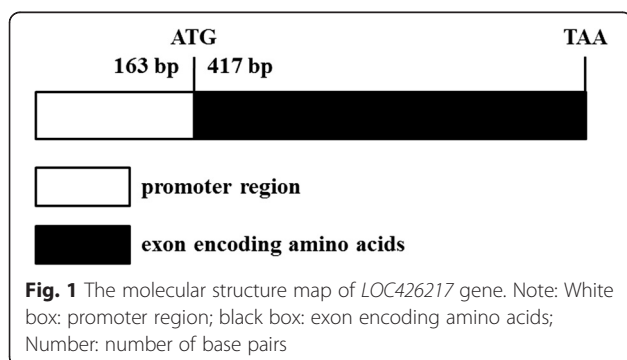 ATG TAA
163 bp 417 bp
promoter region
exon encoding amino acids
Fig. 1 The molecular structure map of LOC426217 gene. Note: White
box: promoter region; black box: exon encoding amino acids;
Number: number of base pairs